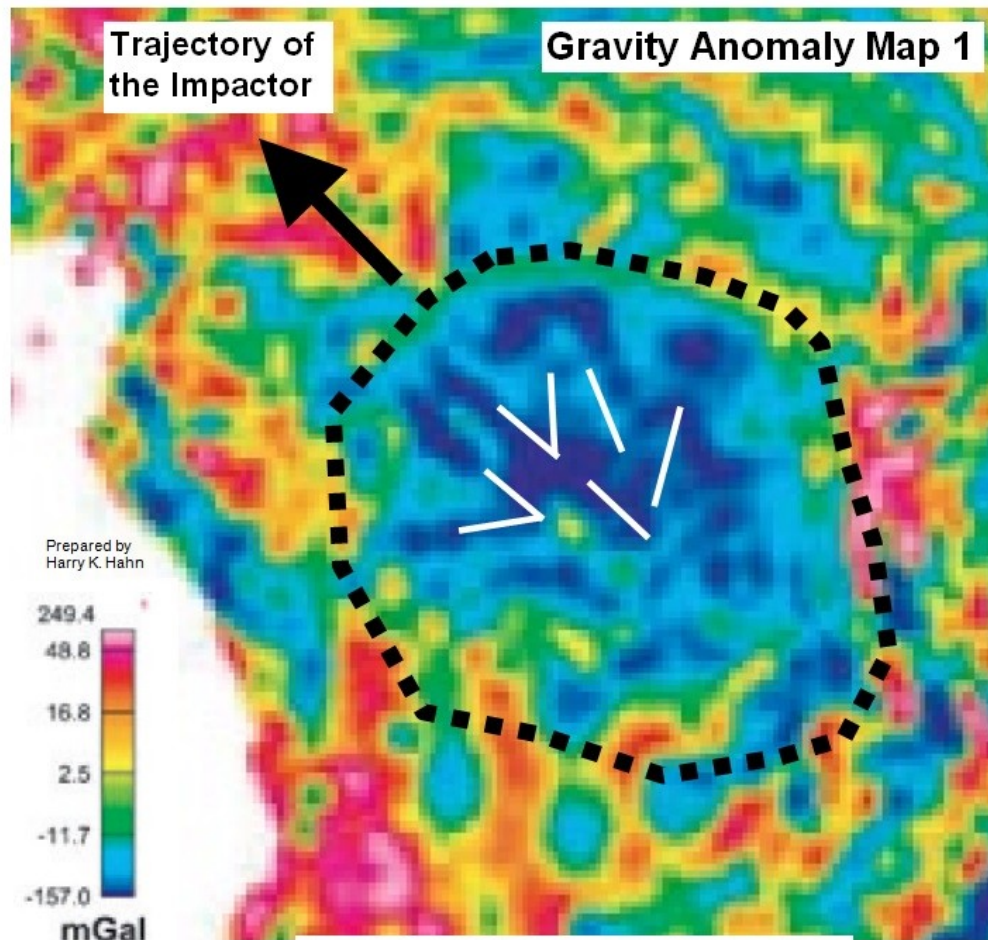 Trajectory of
the Impactor
Gravity Anomaly Map 1
Prepared by
Harry K. Hahn
249.4
48.8
16.8
2.5
-11.7
-157.0
mGal